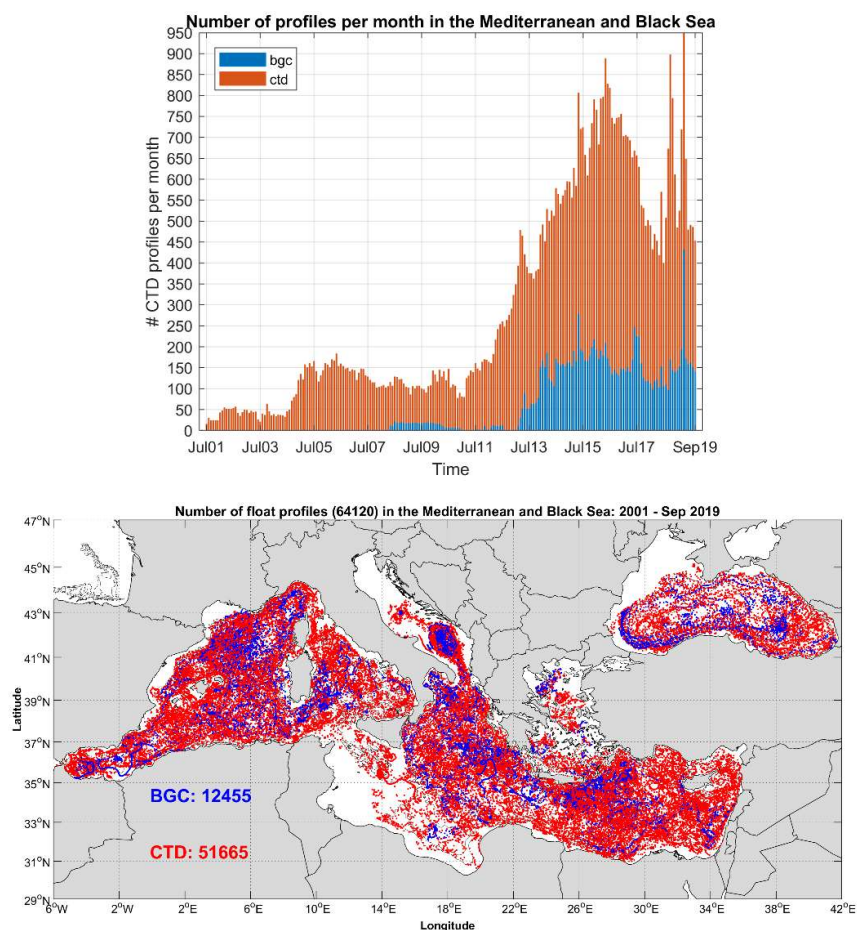 Number of profiles per month in the Mediterranean and Black Sea
950
900
850
800
750
700
650
600
550
500
450
400
350
300
250
200
150
100
50
0
# CTD profiles per month
bgc
ctd
Jul01 Jul03 Jul05 Jul07 Jul09 Jul11 Jul13 Jul15 Jul17 Sep19
Time
Number of float profiles (64120) in the Mediterranean and Black Sea: 2001 - Sep 2019
47°N
45°N
43°N
41°N
39°N
37°N
35°N
33°N
31°N
29°N
Latitude
BGC: 12455
CTD: 51665
6°W 2°W 2°E 6°E 10°E 14°E 18°E 22°E 26°E 30°E 34°E 38°E 42°E
Longitude